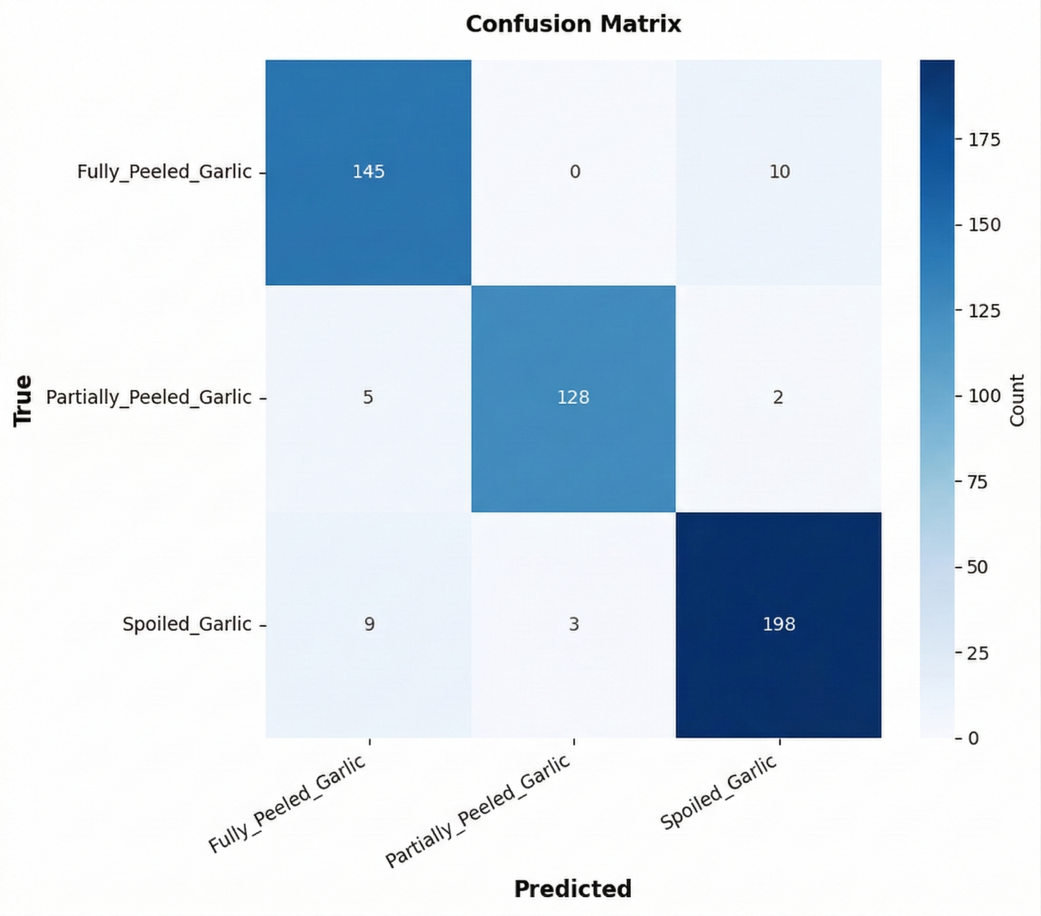 Confusion Matrix
Fully_Peeled_Garlic 145 0 10
Partially_Peeled_Garlic 5 128 2
Spoiled_Garlic 9 3 198
True
Fully_Peeled_Garlic Partially_Peeled_Garlic Spoiled_Garlic
Predicted
175
150
125
100
75
50
25
0
Count